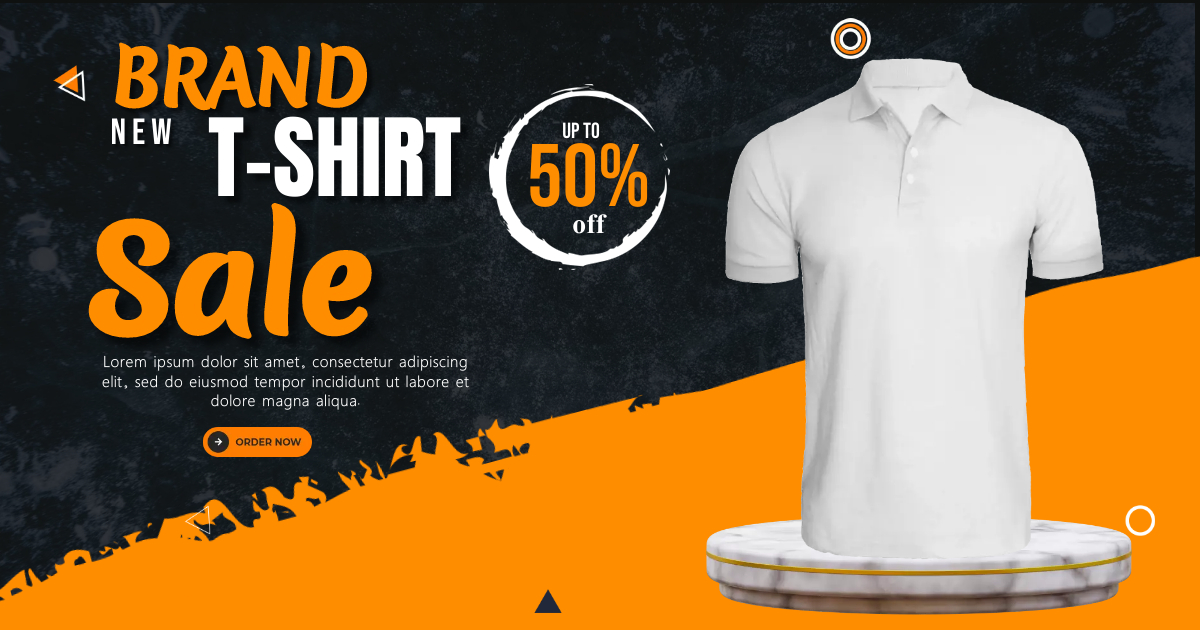 BRAND
NEW T-SHIRT
Sale
UP TO
50%
off
Lorem ipsum dolor sit amet, consectetur adipiscing
elit, sed do eiusmod tempor incididunt ut labore et
dolore magna aliqua.
ORDER NOW